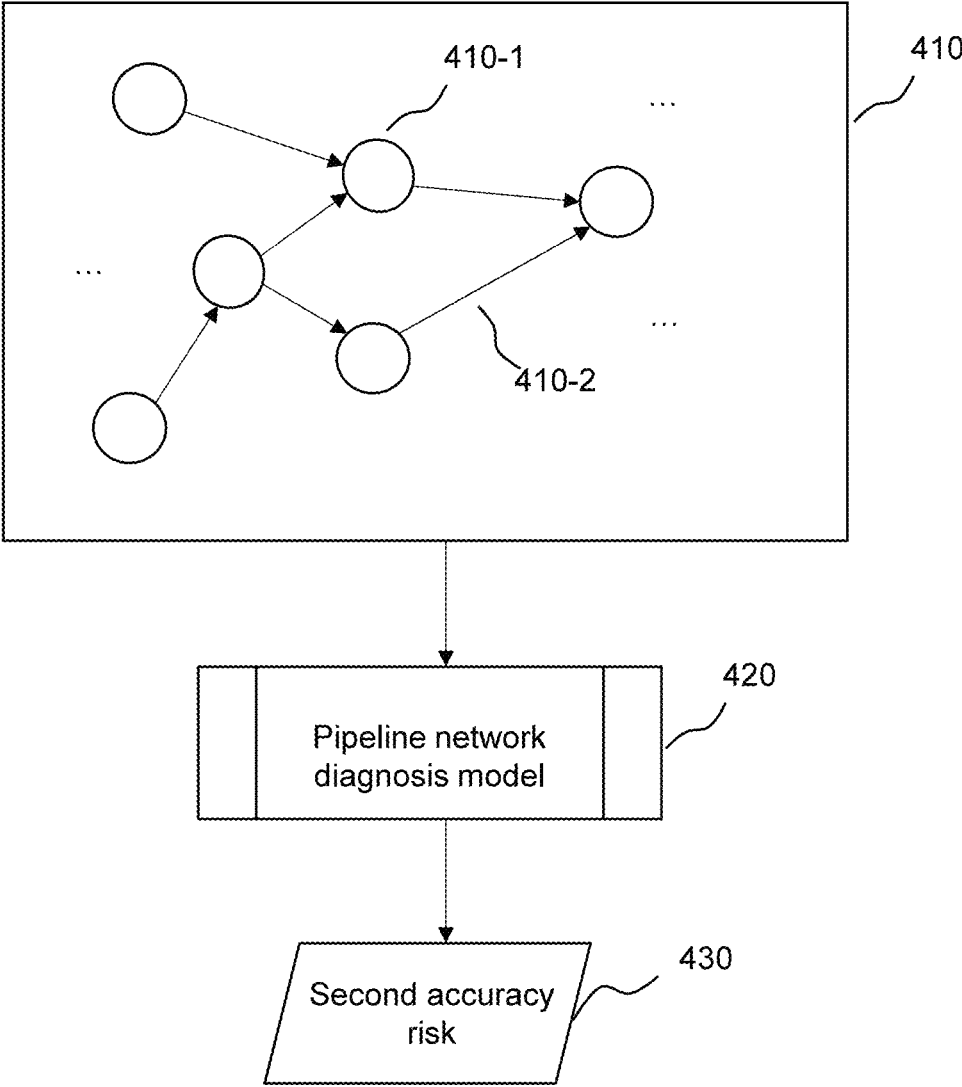 410-1
410
...
...
...
410-2
420
Pipeline network
diagnosis model
430
Second accuracy
risk